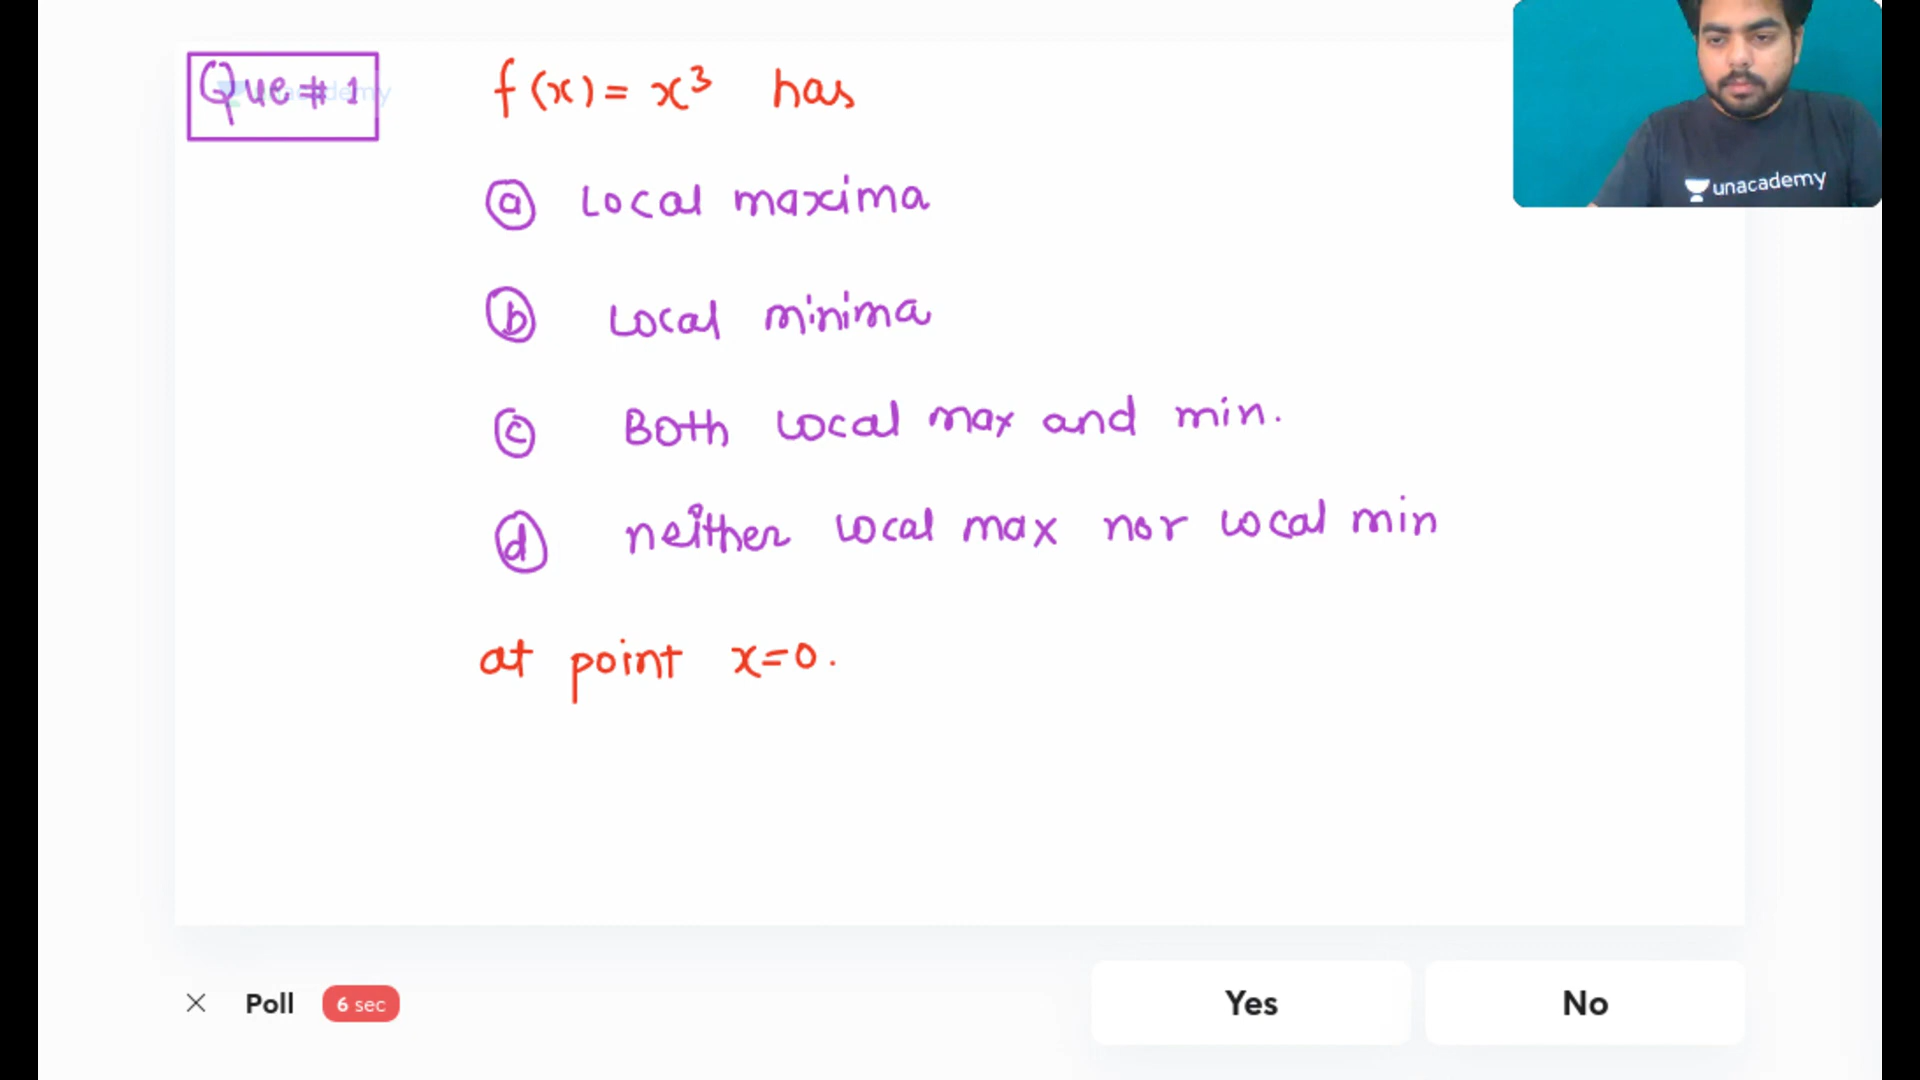 Que # 1 f(x) = x³ has
unacademy
ⓐ Local maxima
ⓑ Local minima
ⓒ Both local max and min.
ⓓ neither local max nor local min
at point x=0.
unacademy
Poll 6 sec Yes No